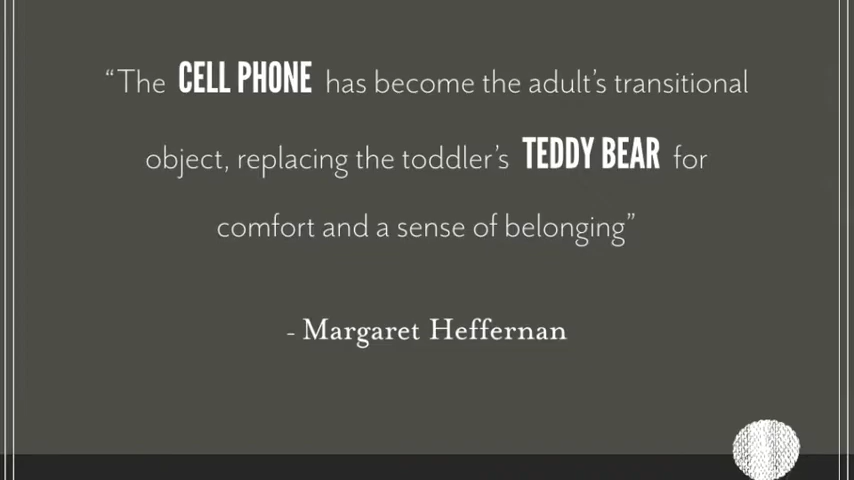 “The CELL PHONE has become the adult’s transitional
object, replacing the toddler’s TEDDY BEAR for
comfort and a sense of belonging”
- Margaret Heffernan